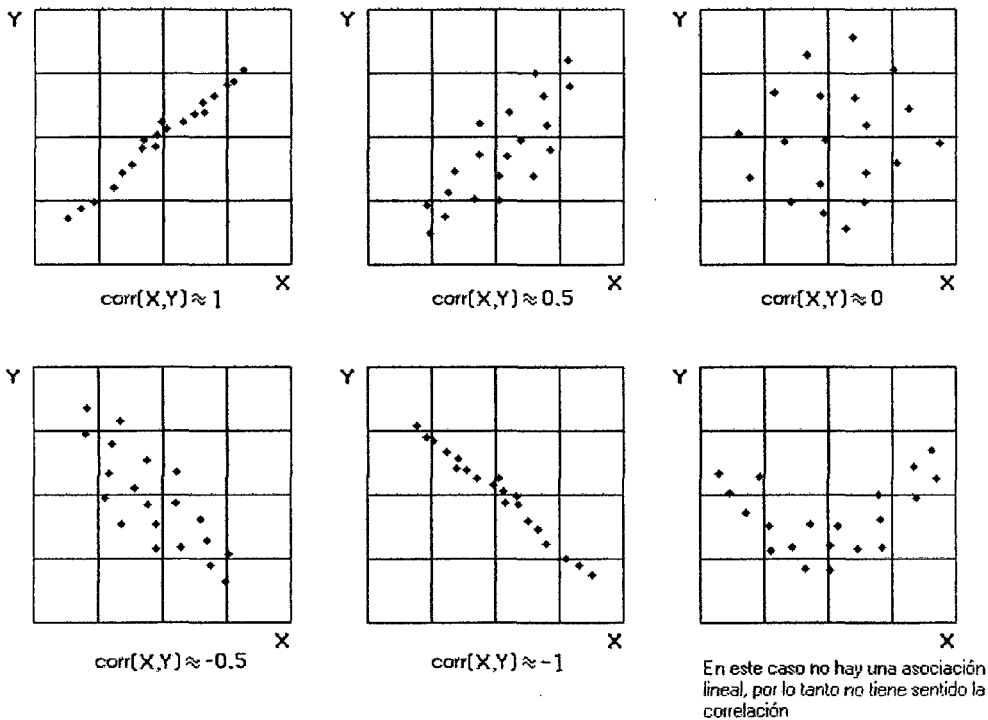 Y
Y
Y
X
X
X
corr(X,Y)≈1
corr(X,Y)≈0.5
corr(X,Y)≈0
Y
Y
Y
X
X
X
corr(X,Y)≈-0.5
corr(X,Y)≈-1
En este caso no hay una asociación
lineal, por lo tanto no tiene sentido la
correlación